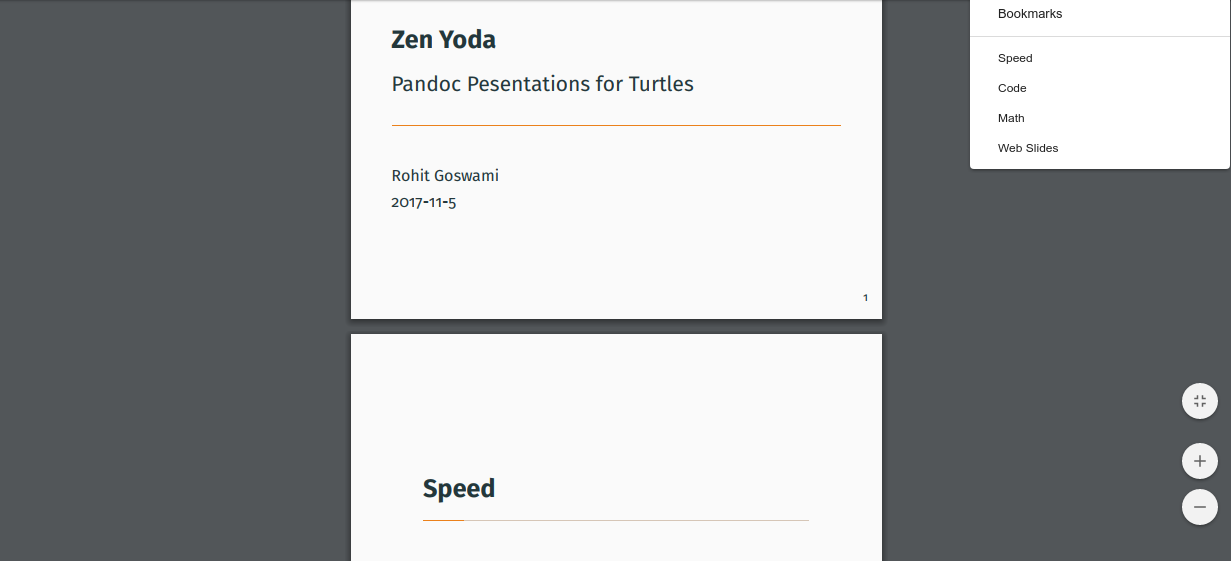 Zen Yoda
Pandoc Pesentations for Turtles
Rohit Goswami
2017-11-5
1
Speed
Bookmarks
Speed
Code
Math
Web Slides